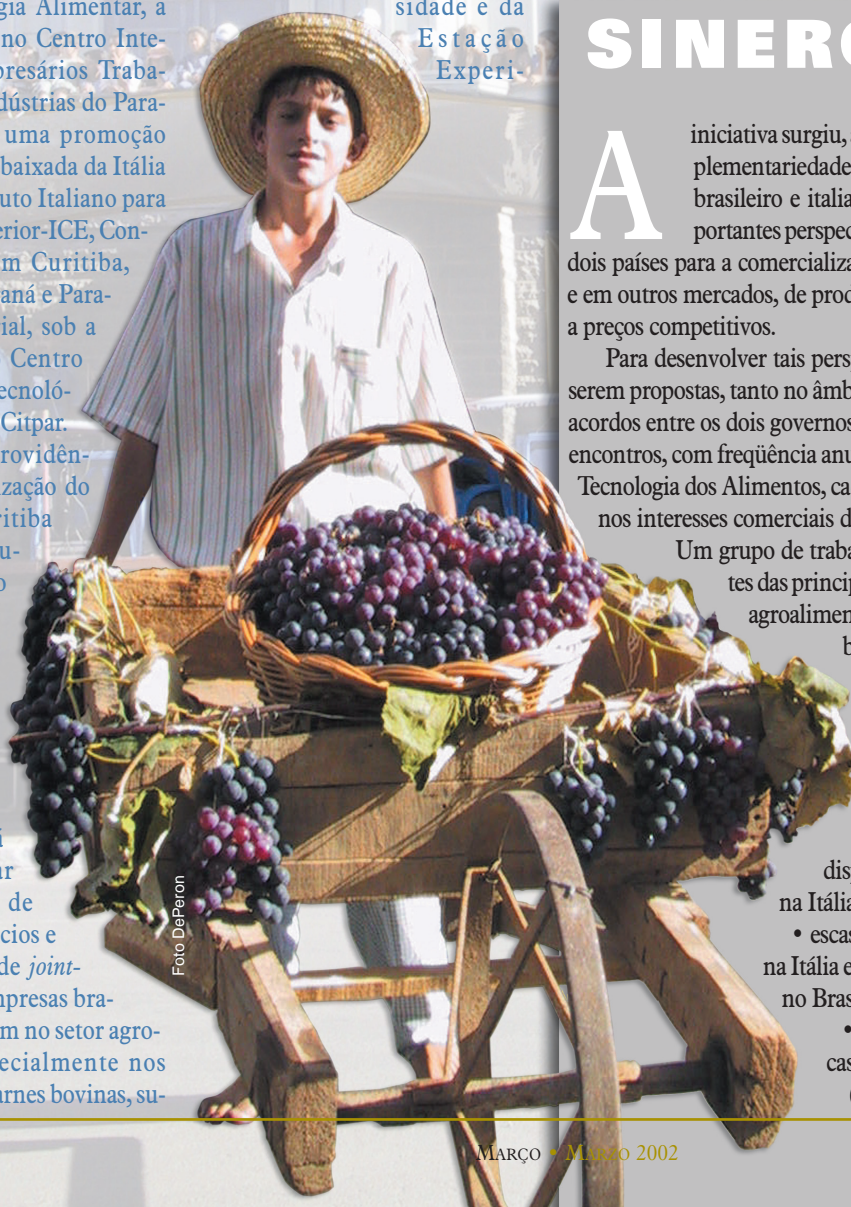 gia Alimentar, a
no Centro Inte-
presários Traba-
dústrias do Para-
uma promoção
baixada da Itália
uto Italiano para
erior-ICE, Con-
m Curitiba,
aná e Para-
ial, sob a
Centro
ecnoló-
Citpar.
rovidên-
ização do
ritiba
u-
o
á
ar
de
cios e
de joint-
mpresas bra-
m no setor agro-
pecialmente nos
arnes bovinas, su-
sidade e da
Estação
Experi-
Foto DePeron
SINERG
A iniciativa surgiu,
plementariedade
brasileiro e italia
portantes perspec
dois países para a comercializa
e em outros mercados, de prod
a preços competitivos.
Para desenvolver tais pers
serem propostas, tanto no âmb
acordos entre os dois governos
encontros, com freqüência anu
Tecnologia dos Alimentos, ca
nos interesses comerciais d
Um grupo de traba
tes das princip
agroalimen
b
dis
na Itália
• escas
na Itália e
no Bras
•
cas
(
MARÇO • MARZO 2002